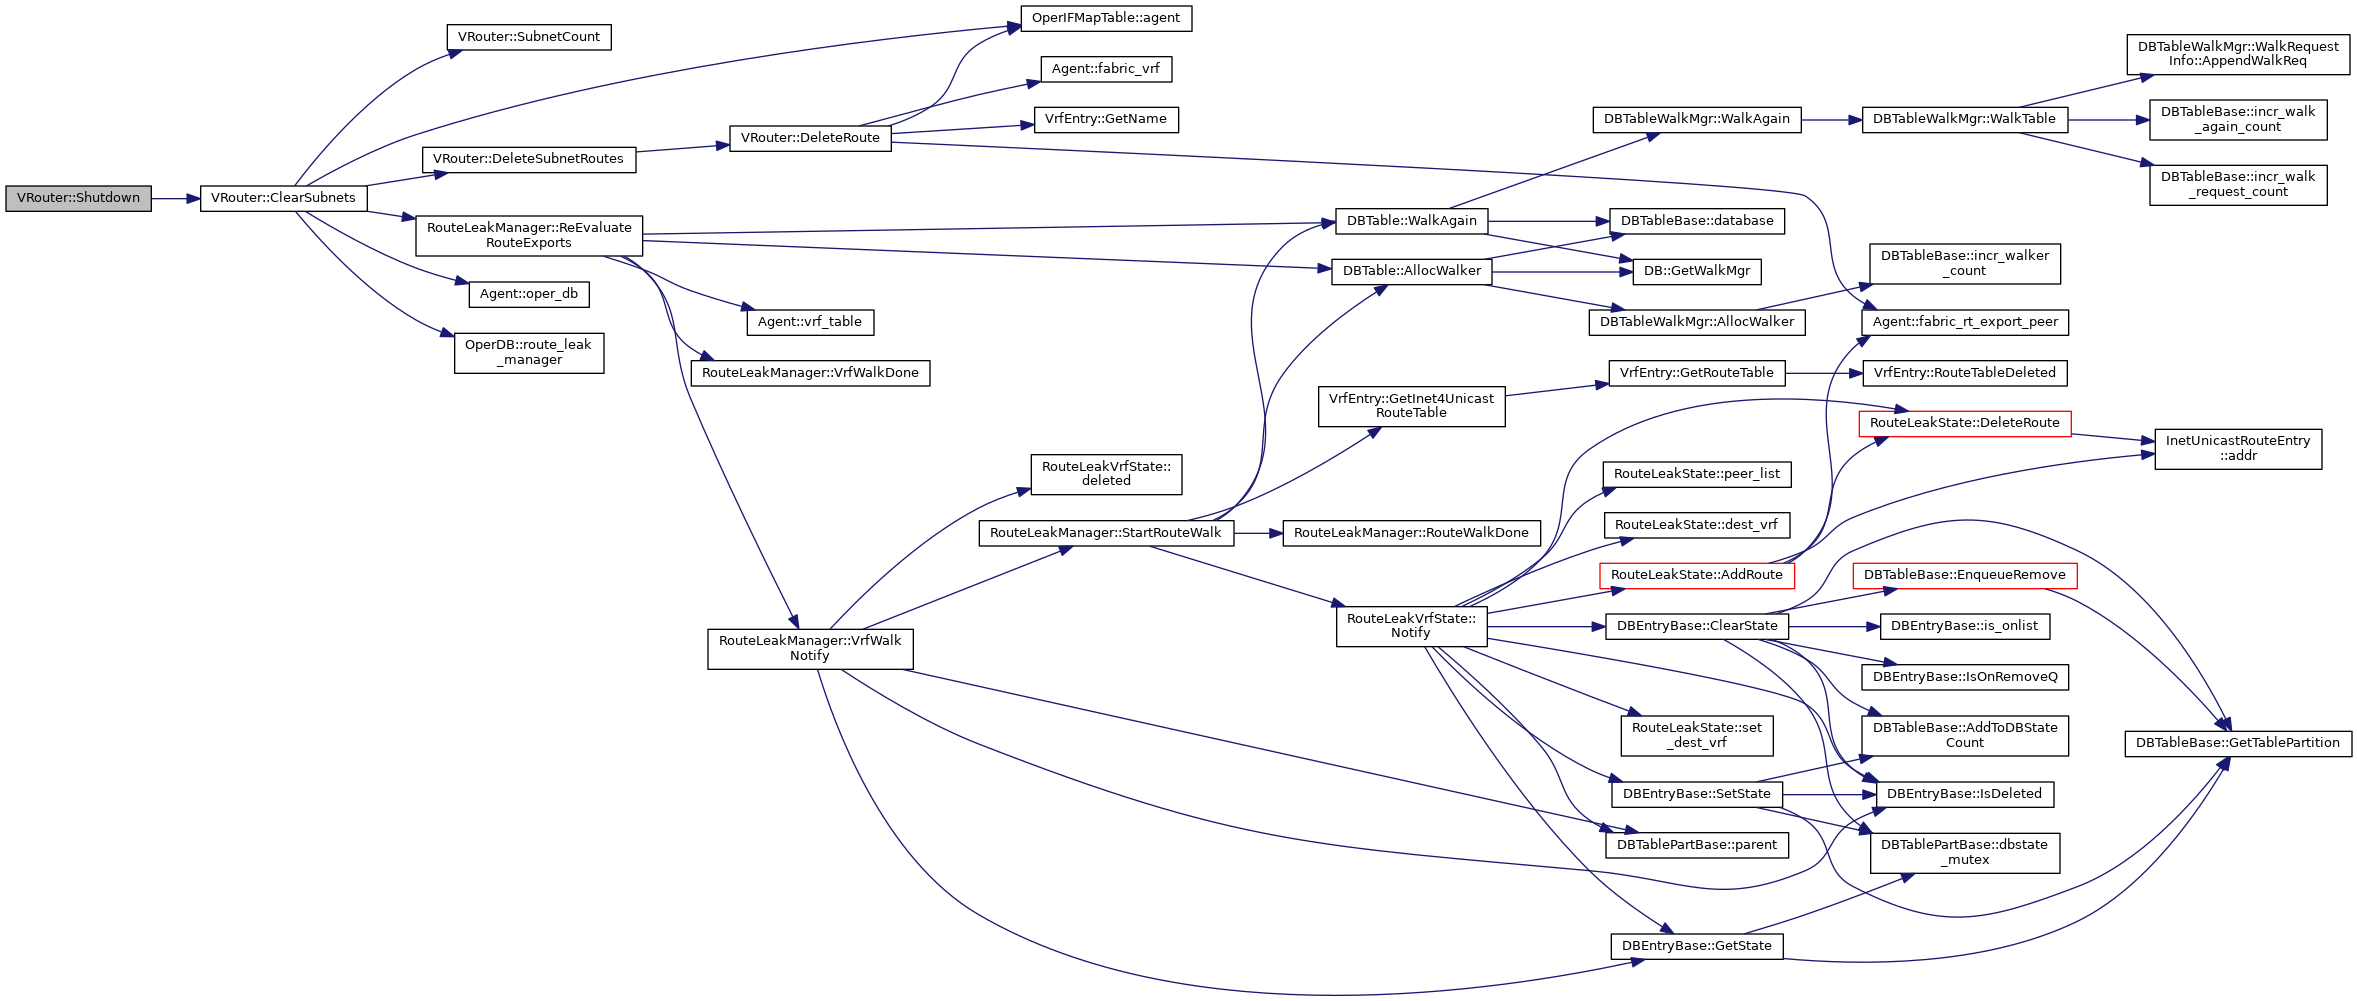 VRouter::Shutdown
VRouter::ClearSubnets
VRouter::SubnetCount
VRouter::DeleteSubnetRoutes
RouteLeakManager::ReEvaluate
RouteExports
Agent::oper_db
OperDB::route_leak
_manager
OperIFMapTable::agent
Agent::fabric_vrf
VrfEntry::GetName
VRouter::DeleteRoute
Agent::vrf_table
RouteLeakManager::VrfWalkDone
RouteLeakManager::VrfWalk
Notify
RouteLeakVrfState::
deleted
RouteLeakManager::StartRouteWalk
DBTable::WalkAgain
DBTable::AllocWalker
VrfEntry::GetInet4Unicast
RouteTable
RouteLeakManager::RouteWalkDone
RouteLeakVrfState::
Notify
DBTableWalkMgr::WalkAgain
DBTableBase::database
DB::GetWalkMgr
DBTableWalkMgr::AllocWalker
VrfEntry::GetRouteTable
RouteLeakState::peer_list
RouteLeakState::dest_vrf
RouteLeakState::AddRoute
DBEntryBase::ClearState
RouteLeakState::set
_dest_vrf
DBEntryBase::SetState
DBTablePartBase::parent
DBEntryBase::GetState
DBTableWalkMgr::WalkTable
DBTableBase::incr_walker
_count
Agent::fabric_rt_export_peer
VrfEntry::RouteTableDeleted
RouteLeakState::DeleteRoute
DBTableBase::EnqueueRemove
DBEntryBase::is_onlist
DBEntryBase::IsOnRemoveQ
DBTableBase::AddToDBState
Count
DBEntryBase::IsDeleted
DBTablePartBase::dbstate
_mutex
DBTableWalkMgr::WalkRequest
Info::AppendWalkReq
DBTableBase::incr_walk
_again_count
DBTableBase::incr_walk
_request_count
InetUnicastRouteEntry
::addr
DBTableBase::GetTablePartition